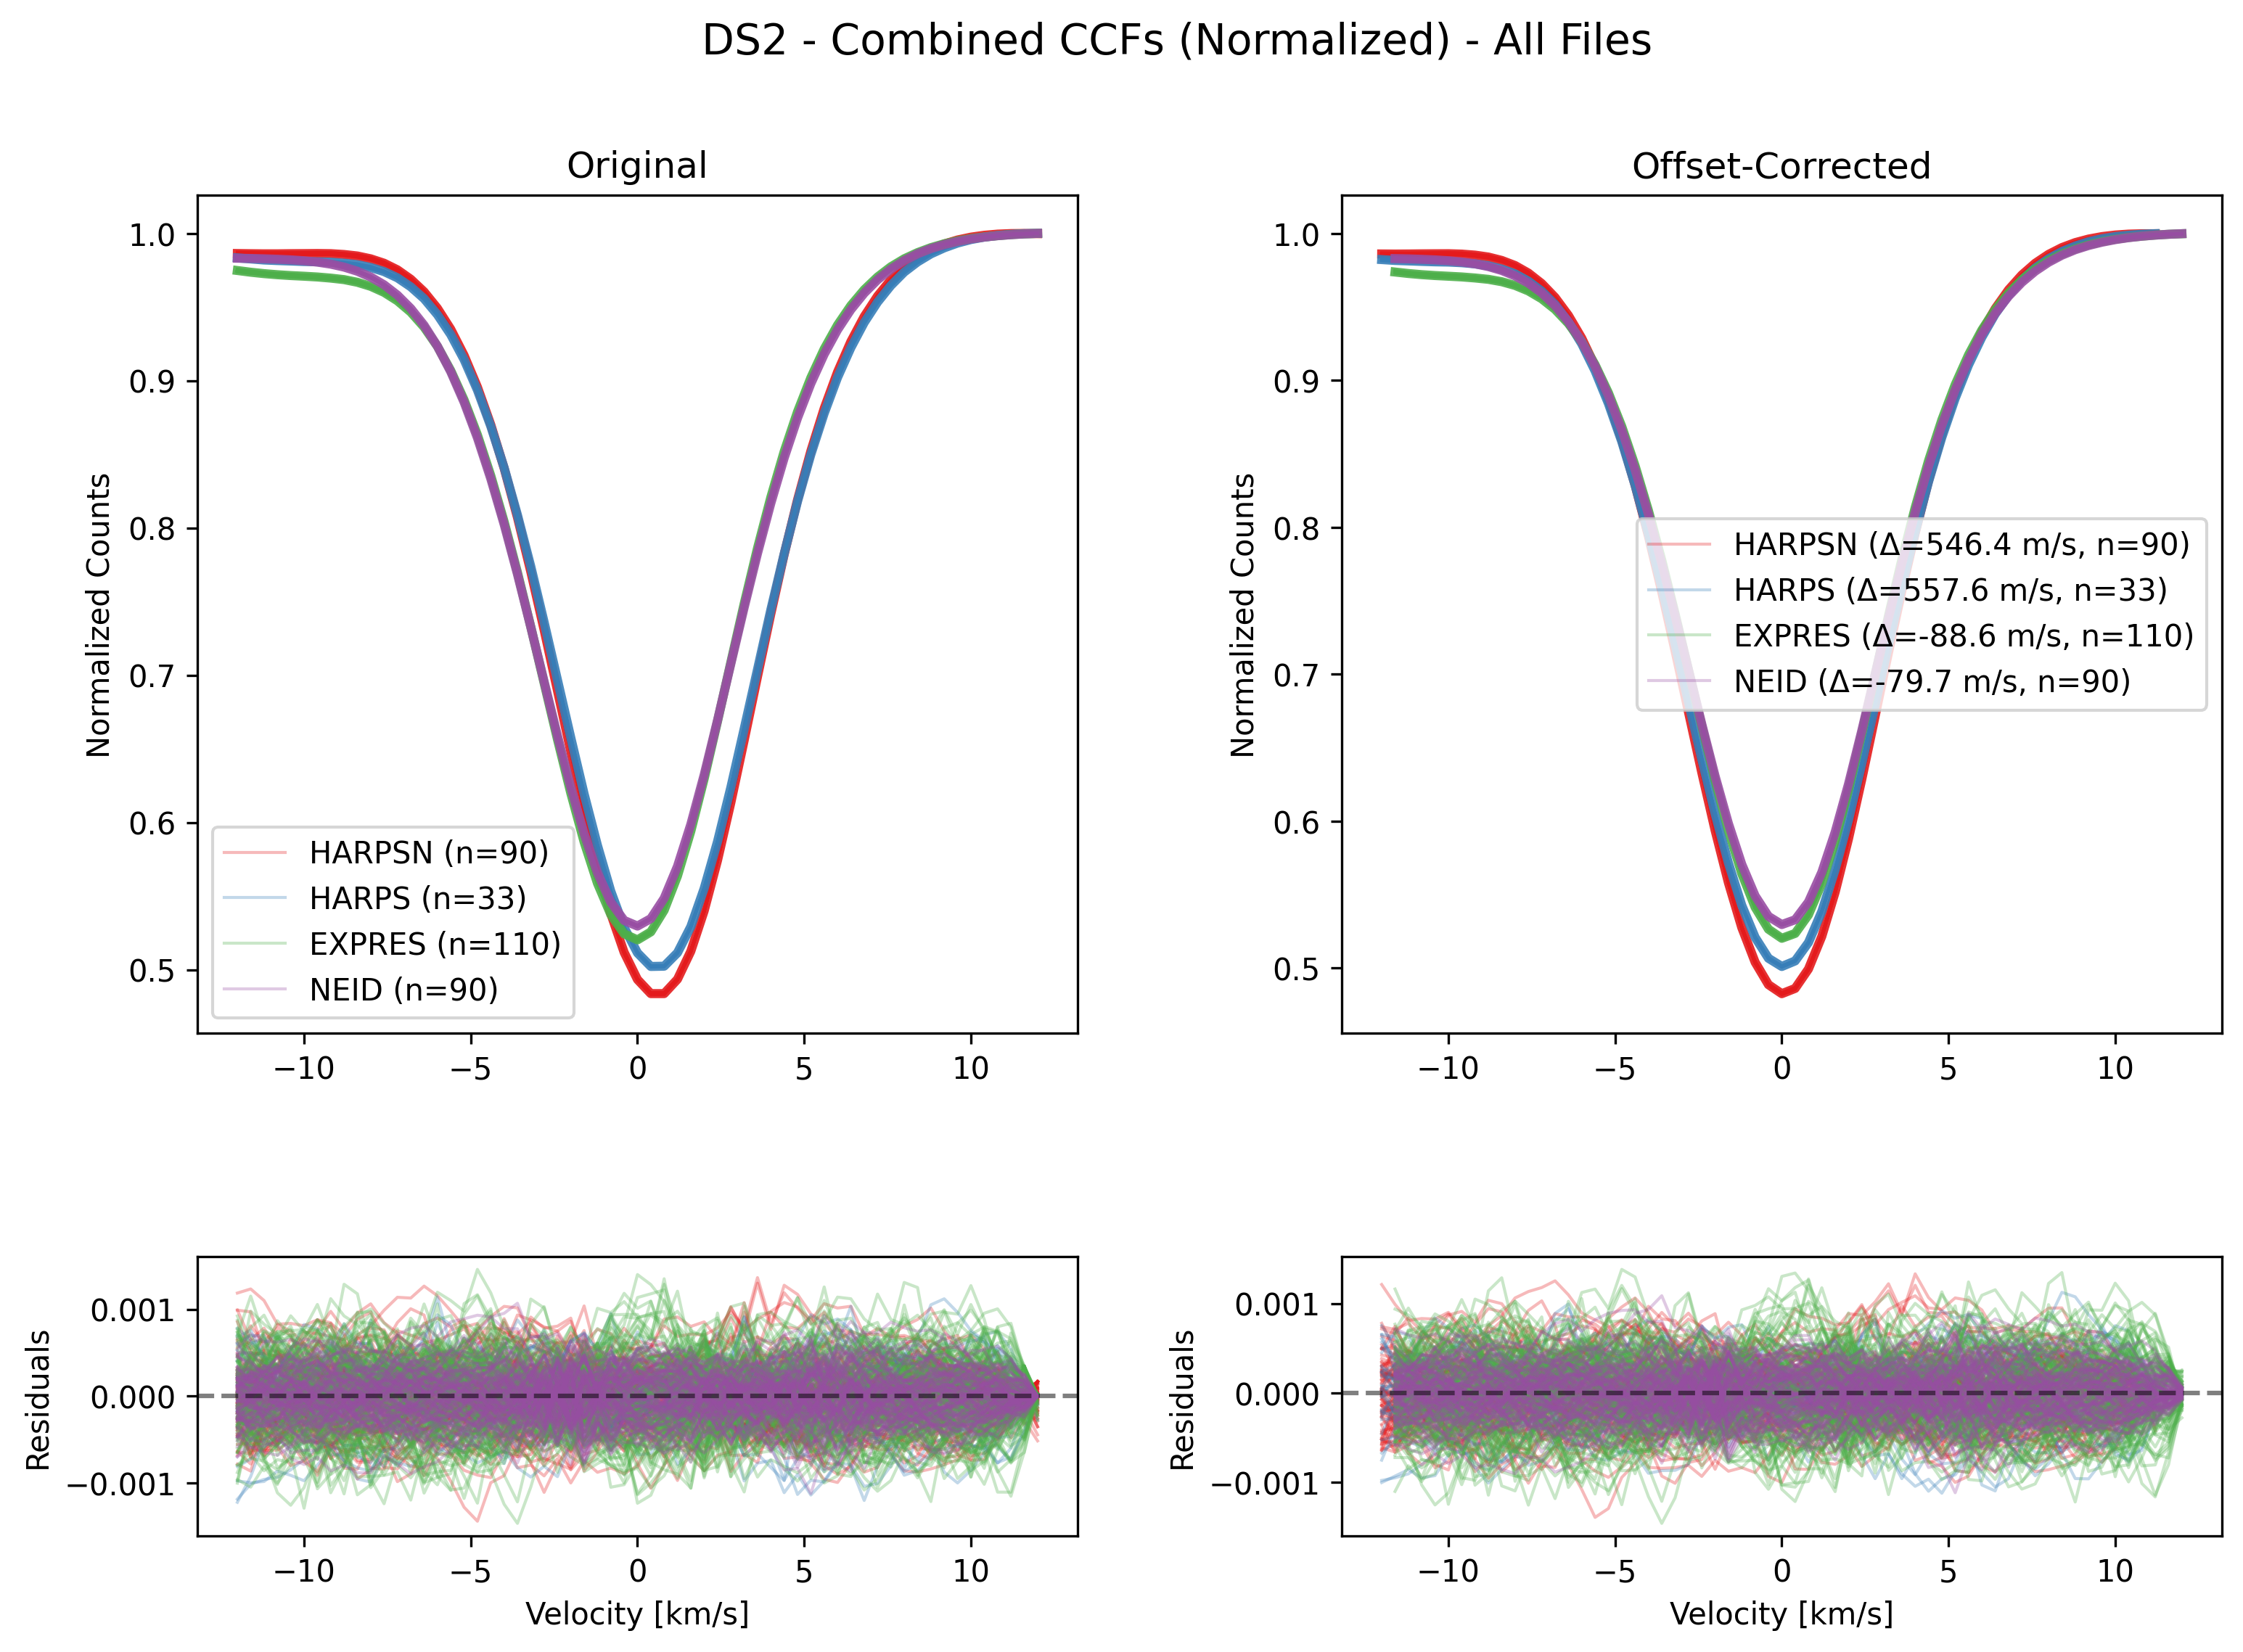 DS2 - Combined CCFs (Normalized) - All Files
Original
Normalized Counts
1.0
0.9
0.8
0.7
0.6
0.5
HARPSN (n=90)
HARPS (n=33)
EXPRES (n=110)
NEID (n=90)
−10
−5
0
5
10
Offset-Corrected
Normalized Counts
1.0
0.9
0.8
0.7
0.6
0.5
HARPSN (Δ=546.4 m/s, n=90)
HARPS (Δ=557.6 m/s, n=33)
EXPRES (Δ=-88.6 m/s, n=110)
NEID (Δ=-79.7 m/s, n=90)
−10
−5
0
5
10
Residuals
0.001
0.000
−0.001
−10
−5
0
5
10
Velocity [km/s]
Residuals
0.001
0.000
−0.001
−10
−5
0
5
10
Velocity [km/s]